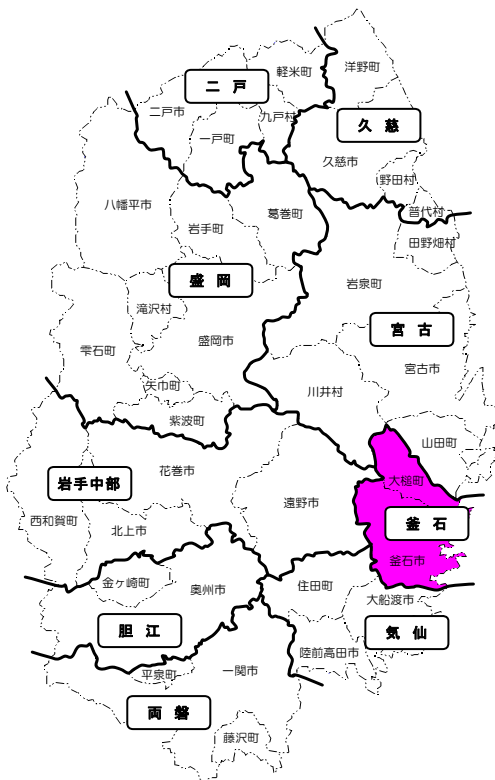 軽米町
洋野町
二 戸
二戸市
九戸村
久 慈
一戸町
久慈市
野田村
八幡平市
葛巻町
普代村
岩手町
田野畑村
盛 岡
岩泉町
滝沢村
宮 古
雫石町
盛岡市
宮古市
矢巾町
川井村
紫波町
山田町
花巻市
岩手中部
大槌町
遠野市
西和賀町
北上市
釜 石
釜石市
金ヶ崎町
奥州市
住田町
大船渡市
胆 江
気 仙
陸前高田市
平泉町
一関市
両 磐
藤沢町